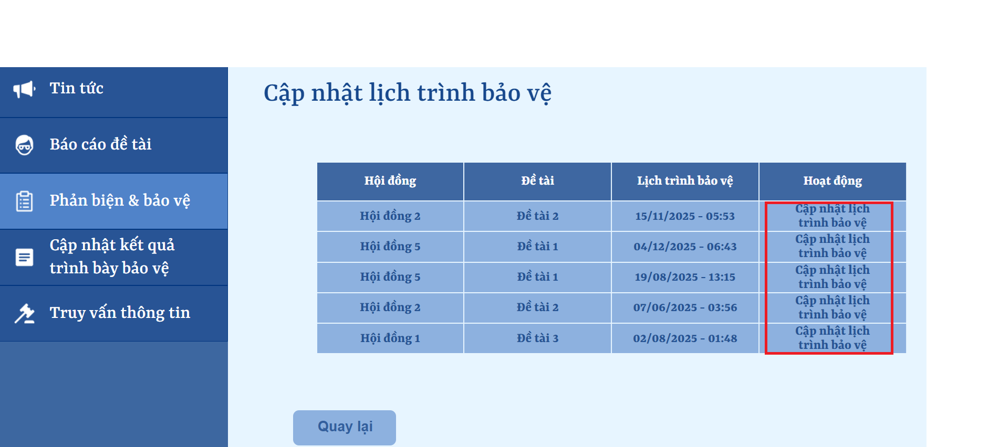 Tin tức
Báo cáo đề tài
Phản biện & bảo vệ
Cập nhật kết quả
trình bày bảo vệ
Truy vấn thông tin
Cập nhật lịch trình bảo vệ
Hội đồng Đề tài Lịch trình bảo vệ Hoạt động
Hội đồng 2 Đề tài 2 15/11/2025 - 05:53 Cập nhật lịch
trình bảo vệ
Hội đồng 5 Đề tài 1 04/12/2025 - 06:43 Cập nhật lịch
trình bảo vệ
Hội đồng 5 Đề tài 1 19/08/2025 - 13:15 Cập nhật lịch
trình bảo vệ
Hội đồng 2 Đề tài 2 07/06/2025 - 03:56 Cập nhật lịch
trình bảo vệ
Hội đồng 1 Đề tài 3 02/08/2025 - 01:48 Cập nhật lịch
trình bảo vệ
Quay lại